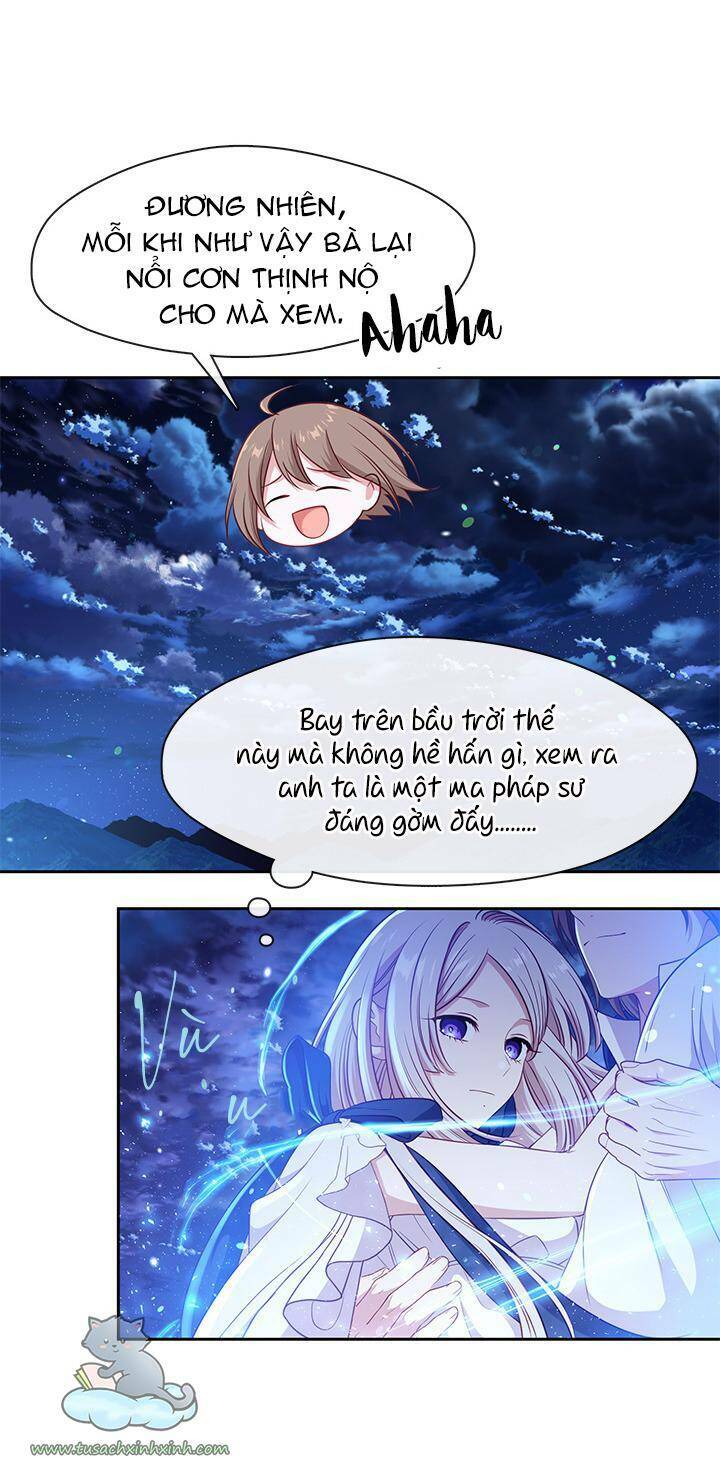 ĐƯƠNG NHIÊN,
MỖI KHI NHƯ VẬY BÀ LẠI
NỔI CƠN THỊNH NỘ
CHO MÀ XEM.
Ahaha
Bay trên bầu trời thế
này mà không hề hấn gì, xem ra
anh ta là một ma pháp sư
đáng gờm đấy........
Vù
ụ
www.tusachxinhxinh.com